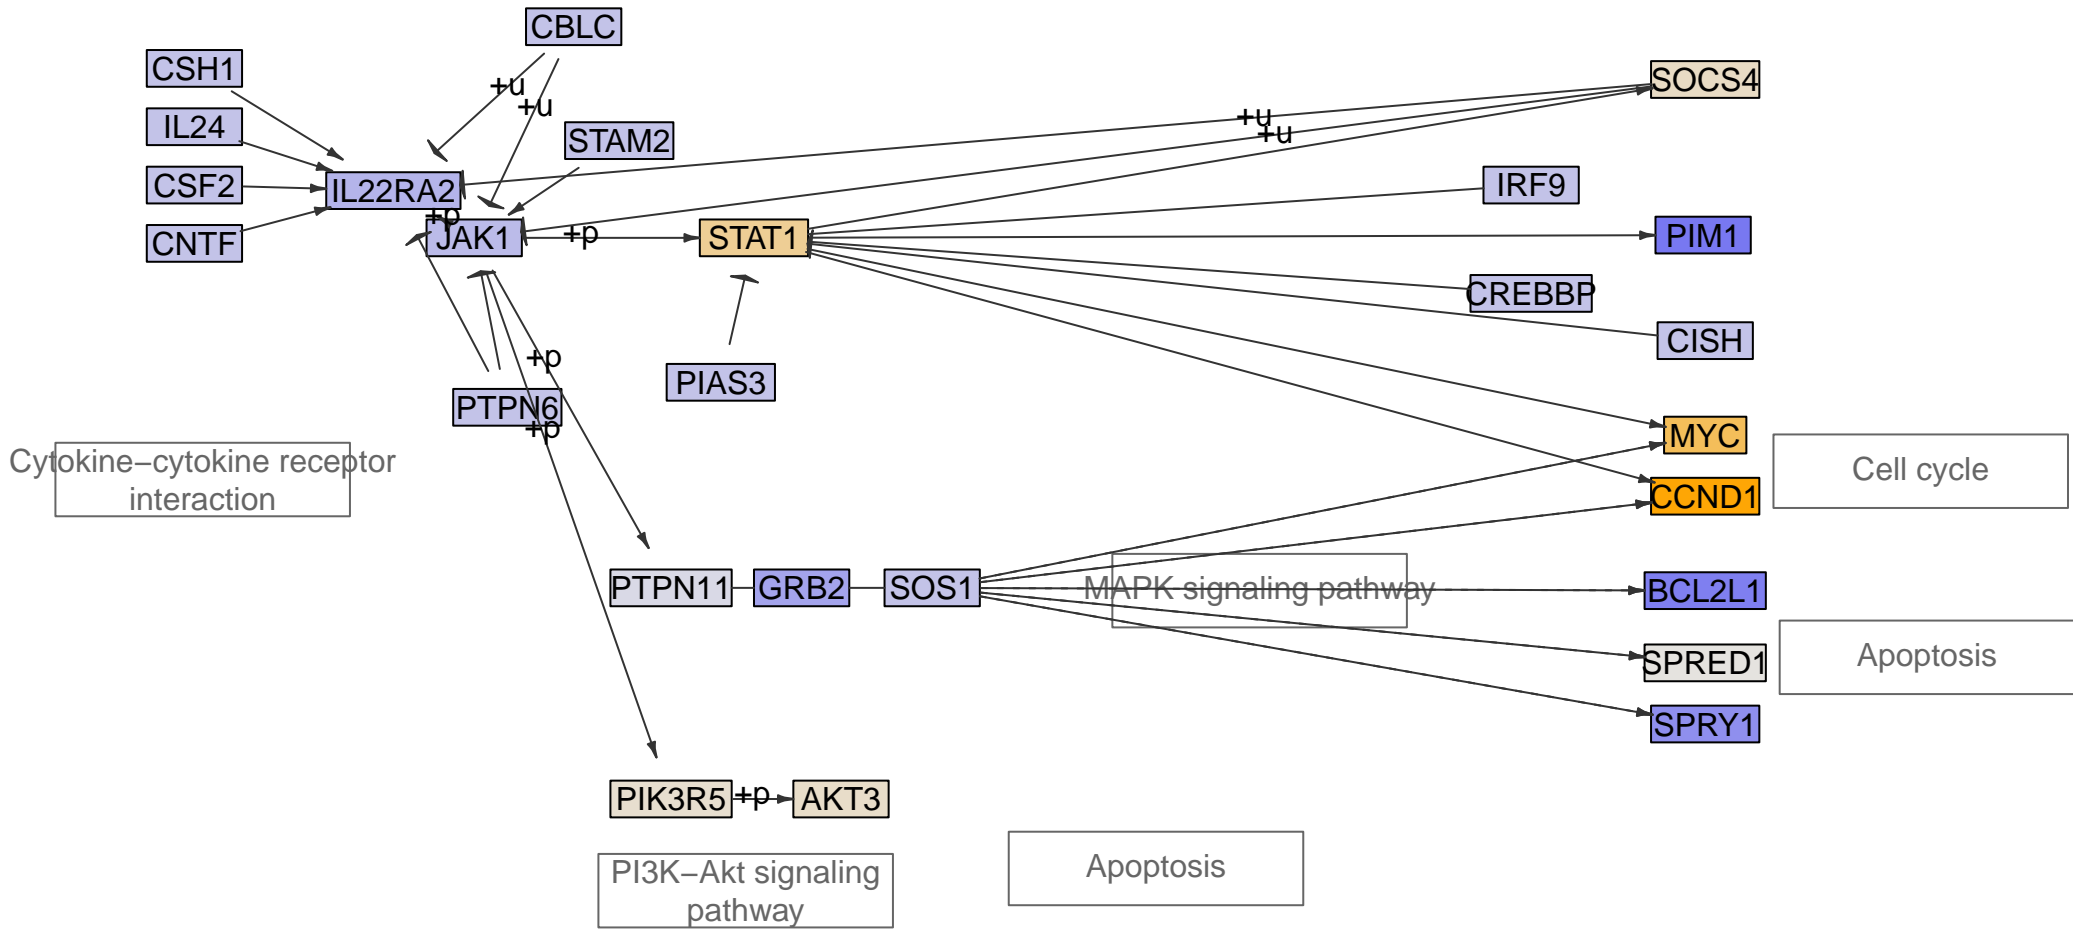 CBLC
CSH1
+u
SOCS4
+u
+u
IL24
+u
STAM2
CSF2
IL22RA2
IRF9
+p
CNTF
JAK1
+p
STAT1
PIM1
CREBBP
CISH
+p
PIAS3
PTPN6
+p
MYC
Cytokine−cytokine receptor
interaction
Cell cycle
CCND1
PTPN11
GRB2
SOS1
MAPK signaling pathway
BCL2L1
SPRED1
Apoptosis
SPRY1
PIK3R5
+p
AKT3
Apoptosis
PI3K−Akt signaling
pathway